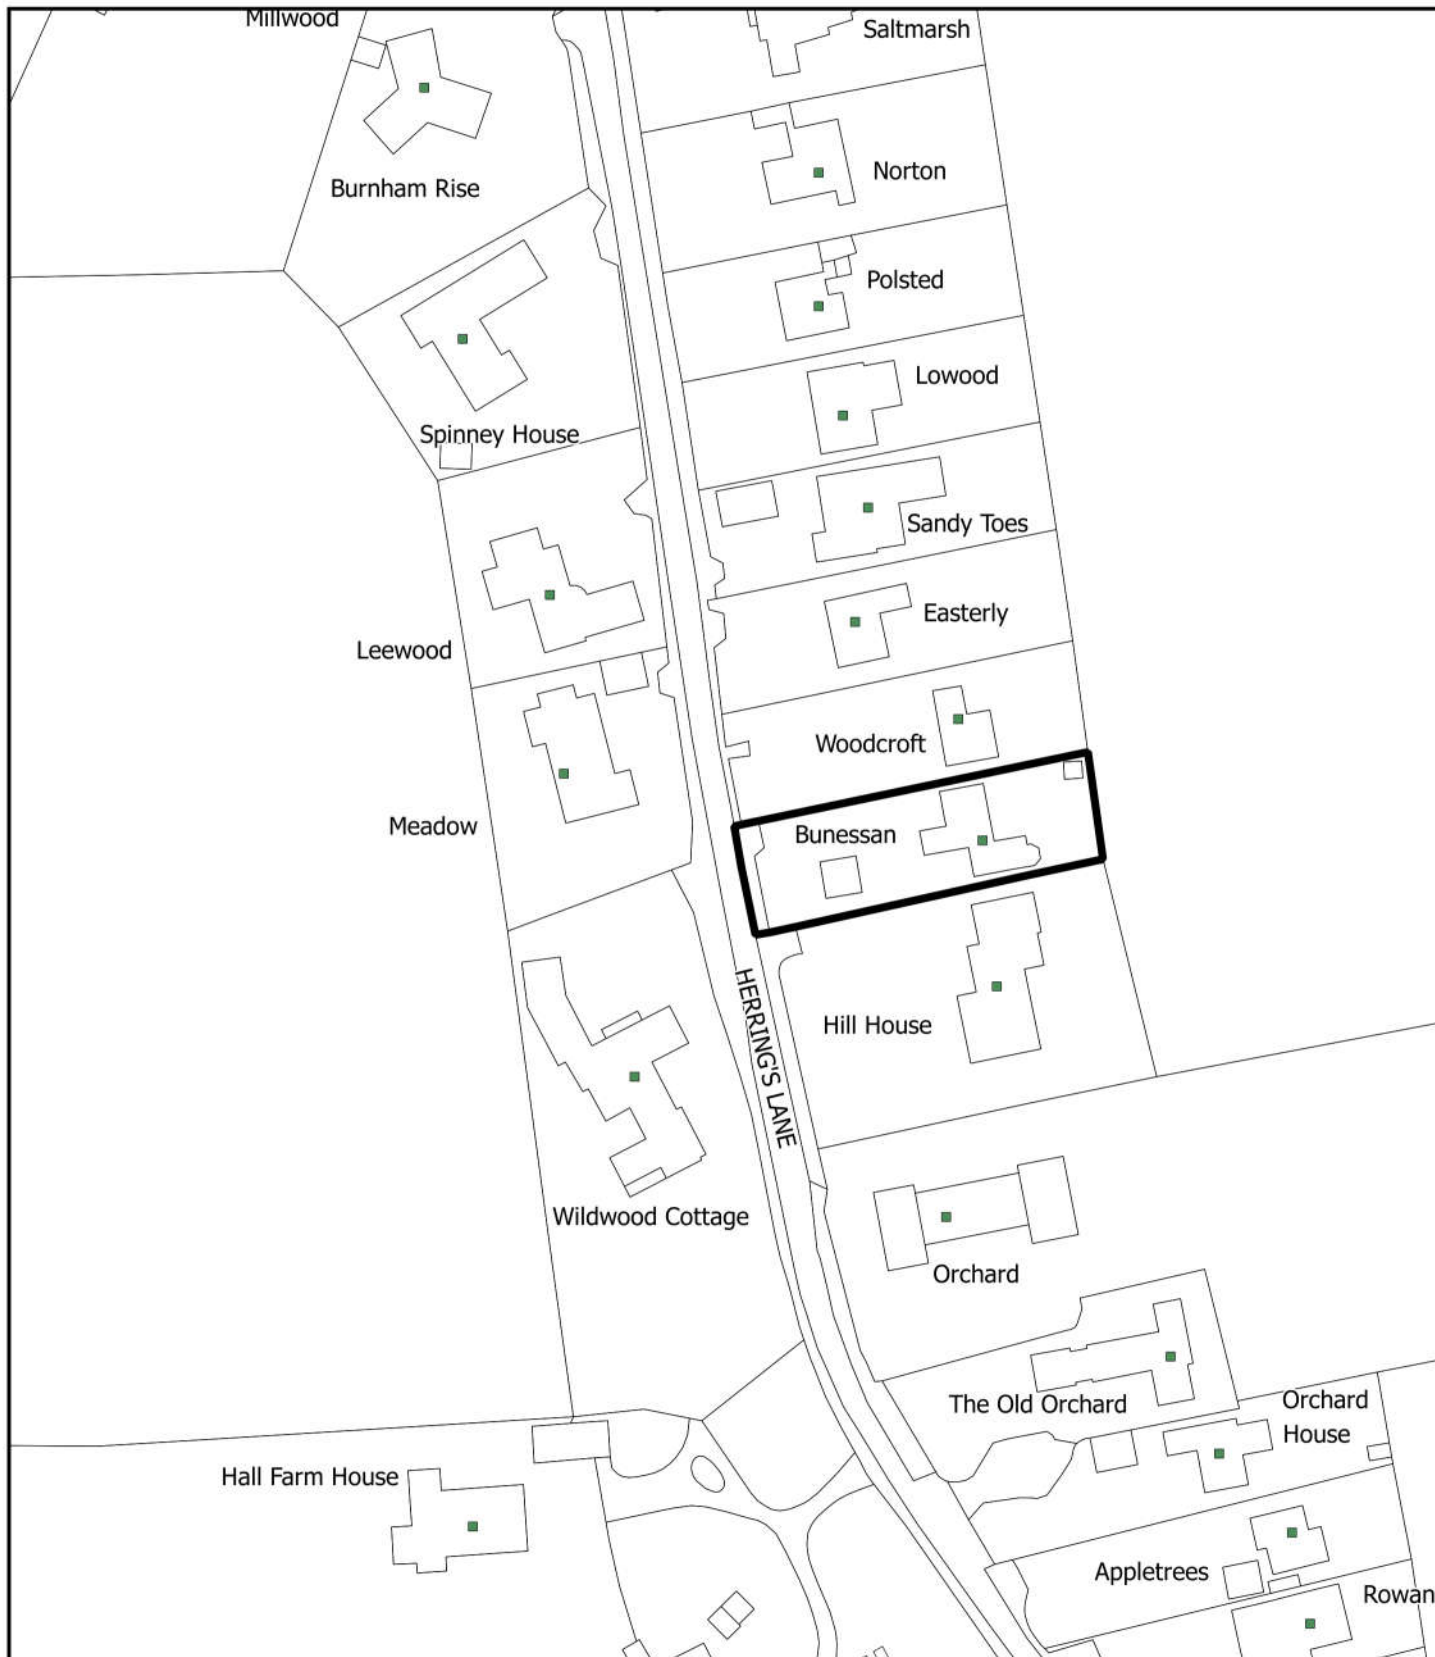 Millwood
Saltmarsh
Norton
Burnham Rise
Polsted
Lowood
Spinney House
Sandy Toes
Easterly
Leewood
Woodcroft
Meadow
Bunessan
HERRING'S LANE
Hill House
Wildwood Cottage
Orchard
The Old Orchard
Orchard
House
Hall Farm House
Appletrees
Rowan